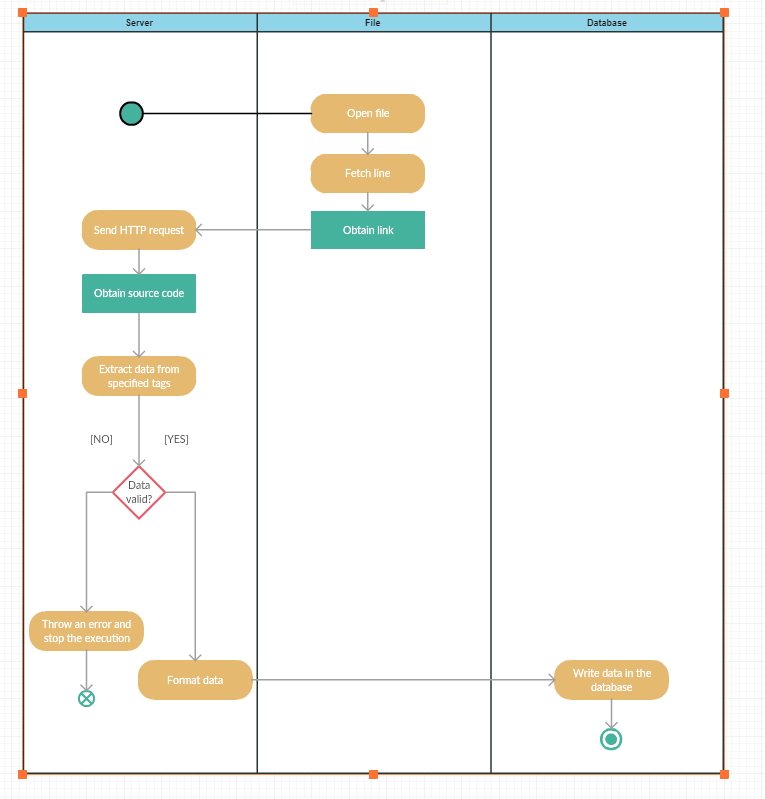 Server
File
Database
Open file
Fetch line
Send HTTP request
Obtain link
Obtain source code
Extract data from
specified tags
[NO]
[YES]
Data
valid?
Throw an error and
stop the execution
Format data
Write data in the
database